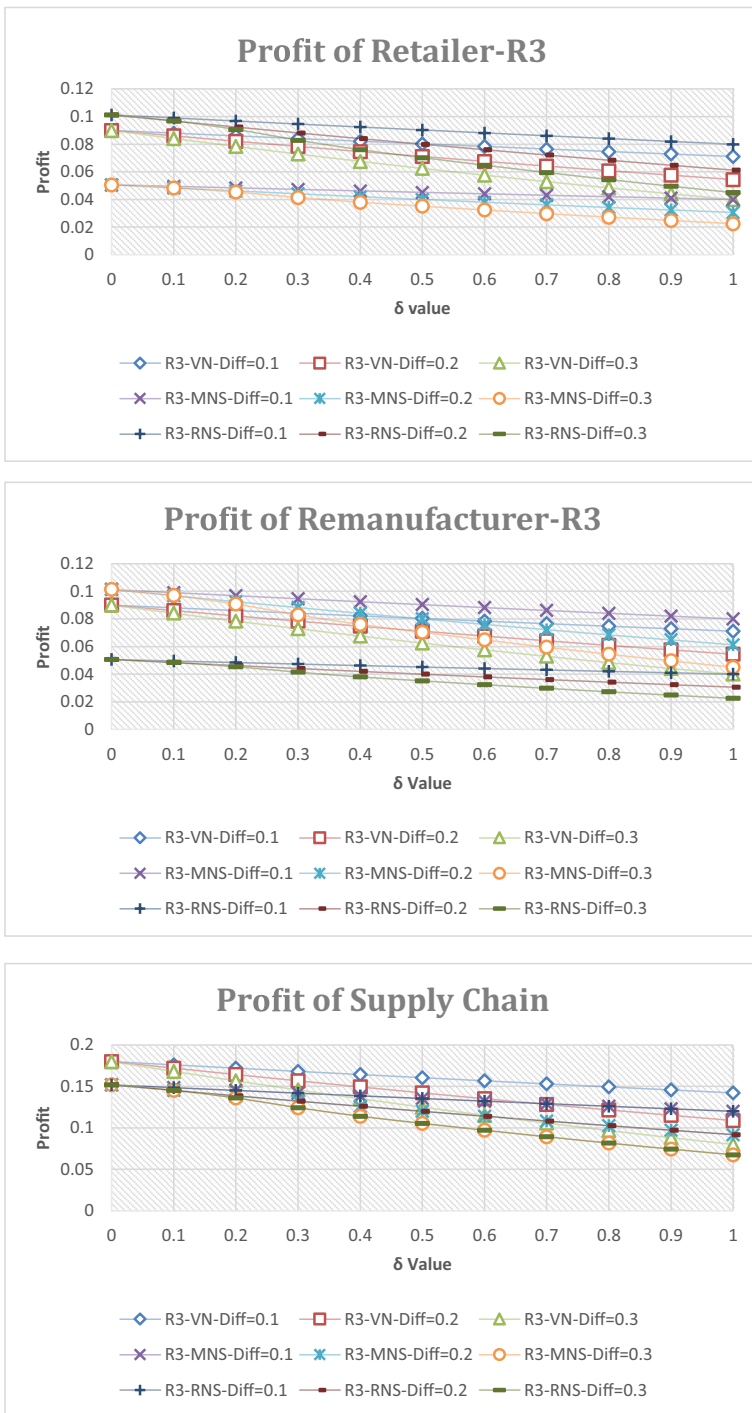 Profit of Retailer-R3
0.12
0.1
0.08
0.06
0.04
0.02
0
Profit
0 0.1 0.2 0.3 0.4 0.5 0.6 0.7 0.8 0.9 1
δ value
R3-VN-Diff=0.1 R3-VN-Diff=0.2 R3-VN-Diff=0.3
R3-MNS-Diff=0.1 R3-MNS-Diff=0.2 R3-MNS-Diff=0.3
R3-RNS-Diff=0.1 R3-RNS-Diff=0.2 R3-RNS-Diff=0.3
Profit of Remanufacturer-R3
0.12
0.1
0.08
0.06
0.04
0.02
0
Profit
0 0.1 0.2 0.3 0.4 0.5 0.6 0.7 0.8 0.9 1
δ Value
R3-VN-Diff=0.1 R3-VN-Diff=0.2 R3-VN-Diff=0.3
R3-MNS-Diff=0.1 R3-MNS-Diff=0.2 R3-MNS-Diff=0.3
R3-RNS-Diff=0.1 R3-RNS-Diff=0.2 R3-RNS-Diff=0.3
Profit of Supply Chain
0.2
0.15
0.1
0.05
0
Profit
0 0.1 0.2 0.3 0.4 0.5 0.6 0.7 0.8 0.9 1
δ Value
R3-VN-Diff=0.1 R3-VN-Diff=0.2 R3-VN-Diff=0.3
R3-MNS-Diff=0.1 R3-MNS-Diff=0.2 R3-MNS-Diff=0.3
R3-RNS-Diff=0.1 R3-RNS-Diff=0.2 R3-RNS-Diff=0.3